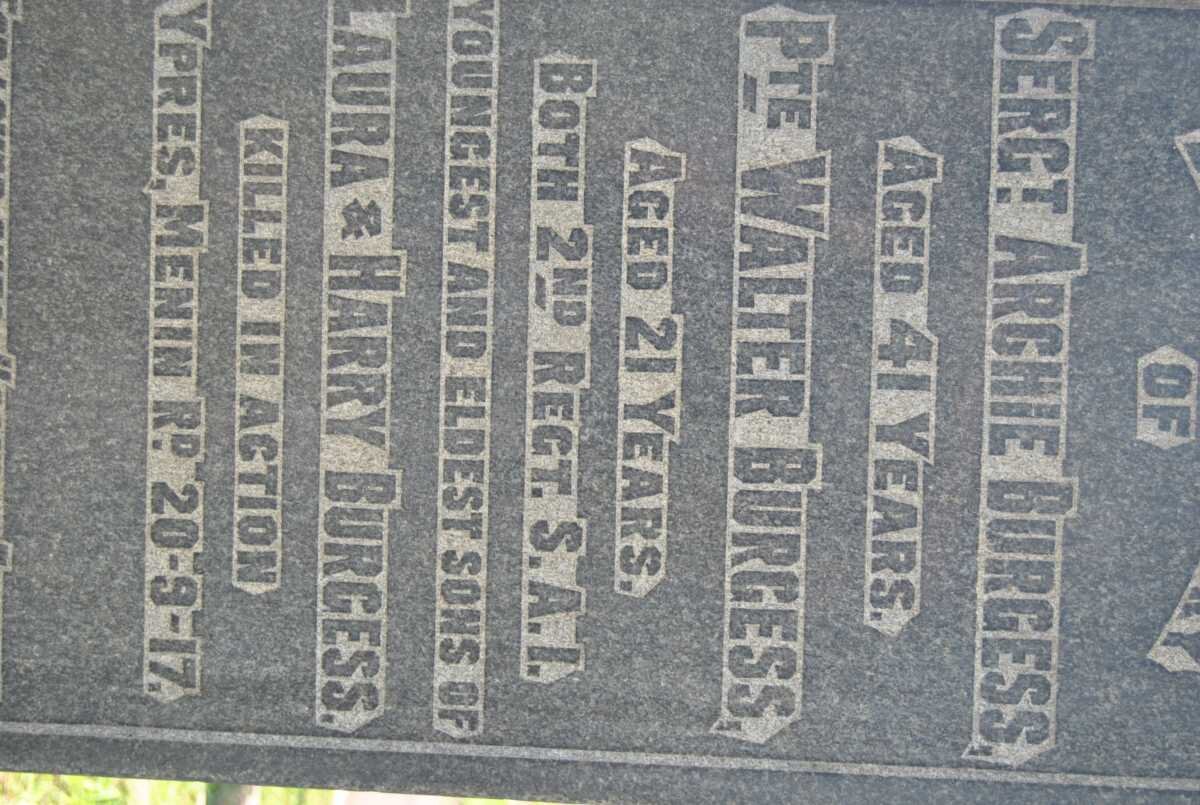 OF
SERGT ARCHIE BURGESS.
AGED 41 YEARS.
PTE WALTER BURGESS.
AGED 21 YEARS.
BOTH 2ND REGT. S.A.I.
YOUNGEST AND ELDEST SONS OF
LAURA & HARRY BURGESS.
KILLED IN ACTION
YPRES, MENIN RD 20-9-17.